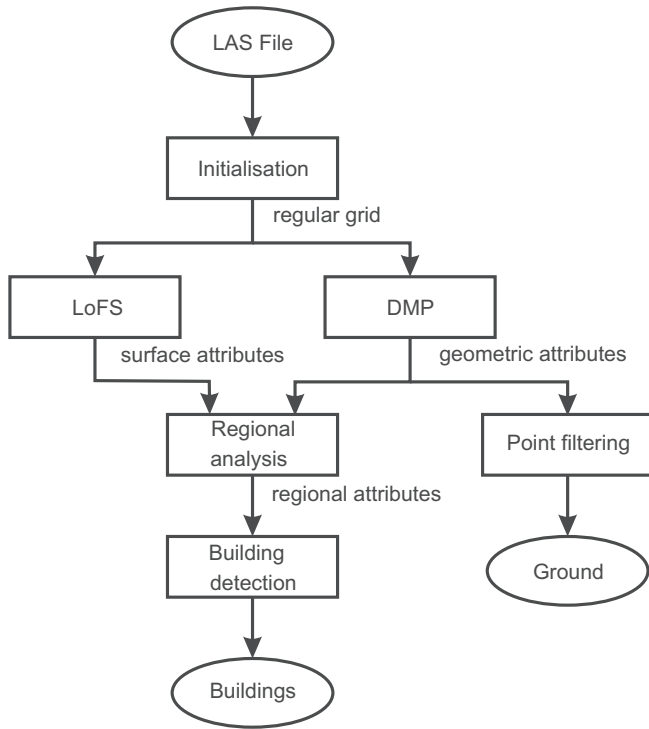 LAS File
Initialisation
regular grid
LoFS
DMP
surface attributes
geometric attributes
Regional
analysis
Point filtering
regional attributes
Building
detection
Ground
Buildings